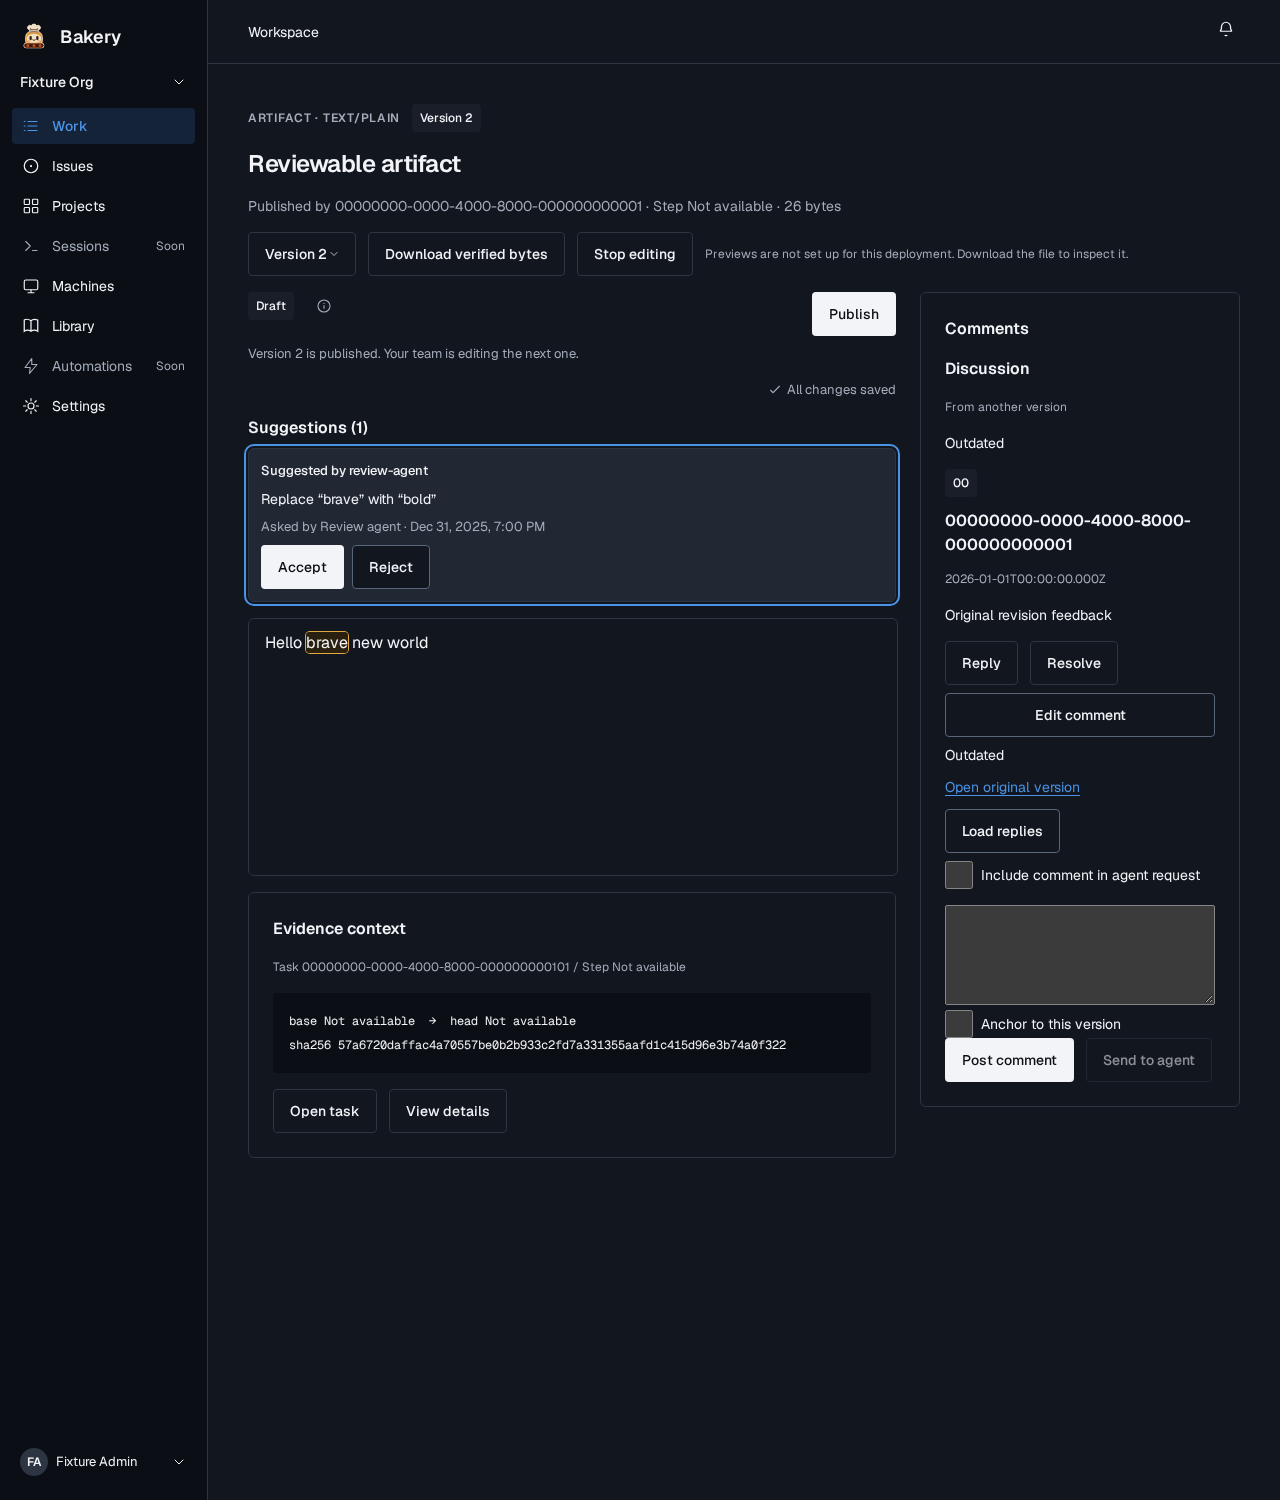 Bakery
Fixture Org
Work
Issues
Projects
Sessions Soon
Machines
Library
Automations Soon
Settings
FA Fixture Admin
Workspace
ARTIFACT · TEXT/PLAIN Version 2
Reviewable artifact
Published by 00000000-0000-4000-8000-000000000001 · Step Not available · 26 bytes
Version 2 Download verified bytes Stop editing Previews are not set up for this deployment. Download the file to inspect it.
Draft Publish
Version 2 is published. Your team is editing the next one.
All changes saved
Suggestions (1)
Suggested by review-agent
Replace “brave” with “bold”
Asked by Review agent · Dec 31, 2025, 7:00 PM
Accept Reject
Hello brave new world
Evidence context
Task 00000000-0000-4000-8000-000000000101 / Step Not available
base Not available → head Not available
sha256 57a6720daffac4a70557be0b2b933c2fd7a331355aafd1c415d96e3b74a0f322
Open task View details
Comments
Discussion
From another version
Outdated
00
00000000-0000-4000-8000-
000000000001
2026-01-01T00:00:00.000Z
Original revision feedback
Reply Resolve
Edit comment
Outdated
Open original version
Load replies
Include comment in agent request
Anchor to this version
Post comment Send to agent